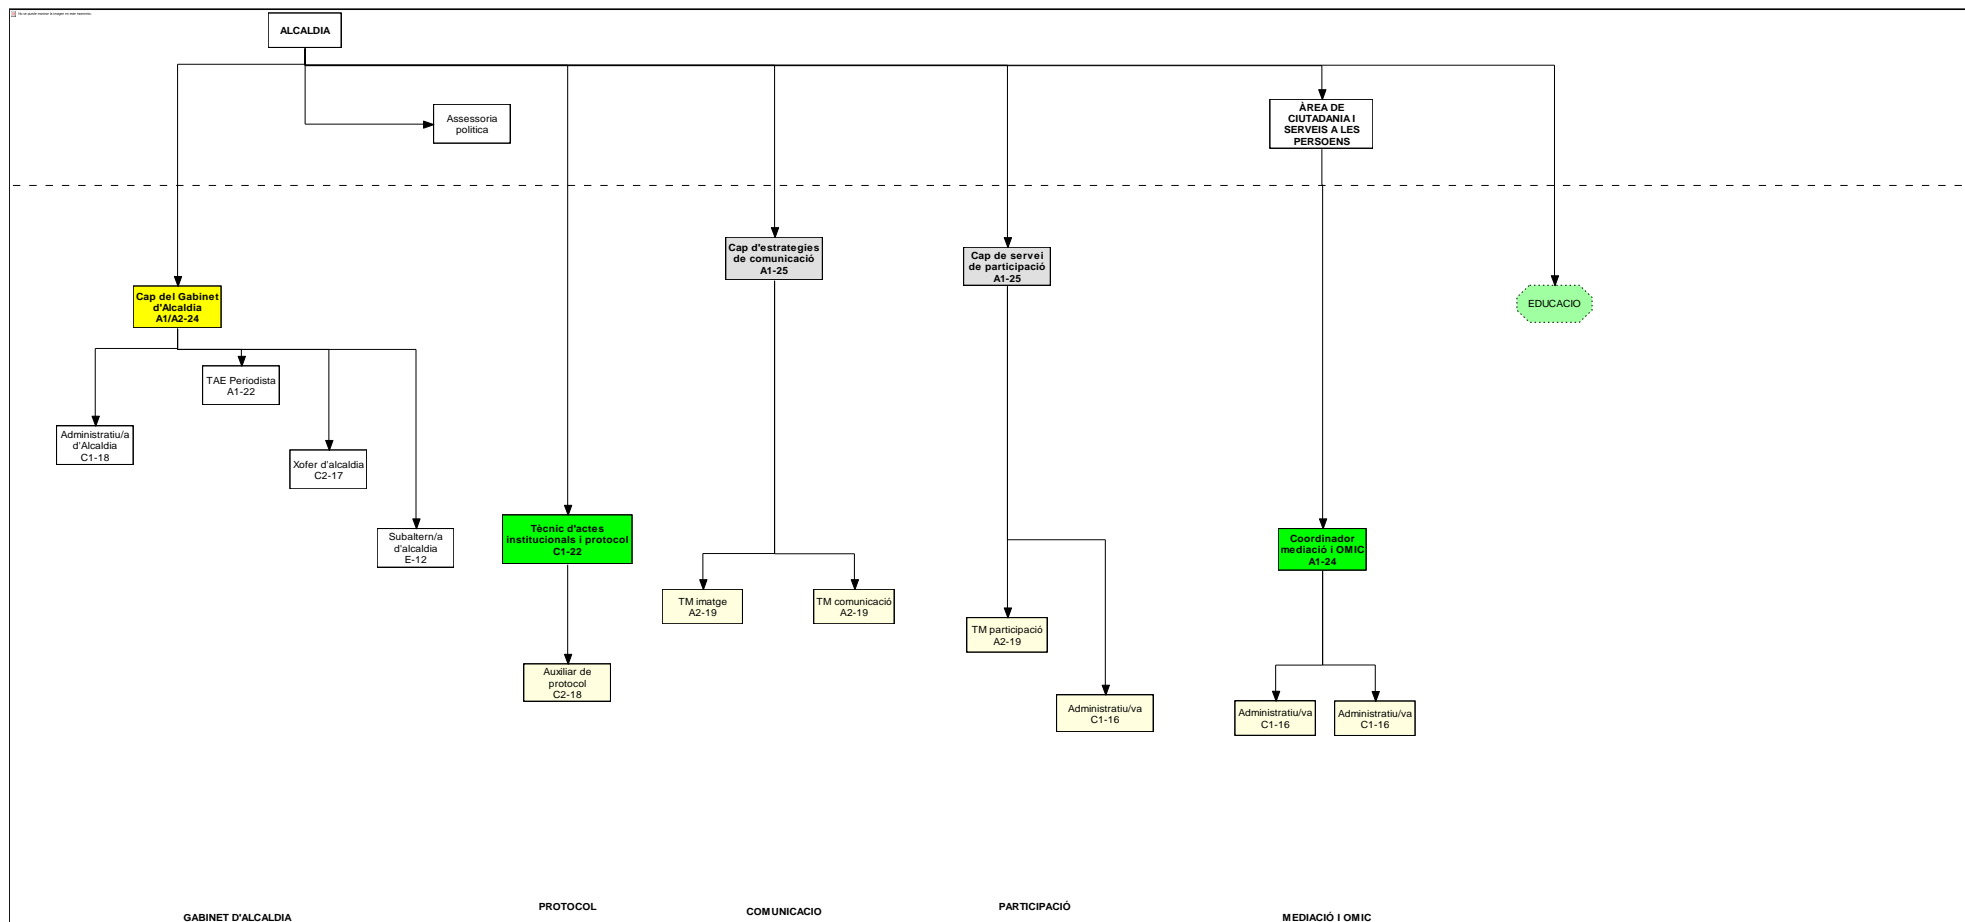 ALCALDIA
Assessoria
politica
ÀREA DE
CIUTADANIA I
SERVEIS A LES
PERSOENS
Cap d'estrategies
de comunicació
A1-25
Cap de servei
de participació
A1-25
Cap del Gabinet
d'Alcaldia
A1/A2-24
EDUCACIO
TAE Periodista
A1-22
Administratiu/a
d'Alcaldia
C1-18
Xofer d'alcaldia
C2-17
Subaltern/a
d'alcaldia
E-12
Tècnic d'actes
institucionals i protocol
C1-22
Coordinador
mediació i OMIC
A1-24
TM imatge
A2-19
TM comunicació
A2-19
TM participació
A2-19
Auxiliar de
protocol
C2-18
Administratiu/va
C1-16
Administratiu/va
C1-16
Administratiu/va
C1-16
GABINET D'ALCALDIA
PROTOCOL
COMUNICACIO
PARTICIPACIÓ
MEDIACIÓ I OMIC